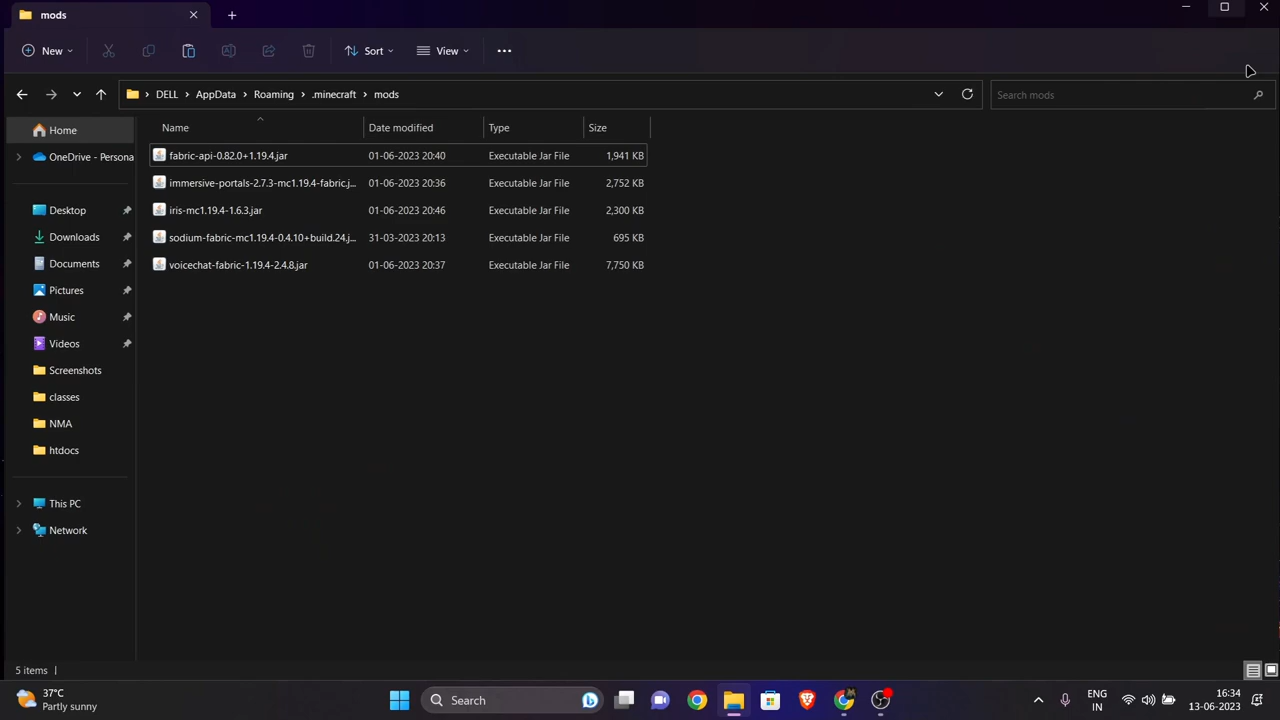 mods
New
Sort
View
DELL
AppData
Roaming
.minecraft
mods
Search mods
Name
Date modified
Type
Size
Home
fabric-api-0.82.0+1.19.4.jar
01-06-2023 20:40
Executable Jar File
1,941 KB
OneDrive - Persona
immersive-portals-2.7.3-mc1.19.4-fabric.j...
01-06-2023 20:36
Executable Jar File
2,752 KB
Desktop
iris-mc1.19.4-1.6.3.jar
01-06-2023 20:46
Executable Jar File
2,300 KB
Downloads
sodium-fabric-mc1.19.4-0.4.10+build.24.j...
31-03-2023 20:13
Executable Jar File
695 KB
Documents
voicechat-fabric-1.19.4-2.4.8.jar
01-06-2023 20:37
Executable Jar File
7,750 KB
Pictures
Music
Videos
Screenshots
classes
NMA
htdocs
This PC
Network
5 items
37°C
Partly sunny
Search
ENG
IN
16:34
13-06-2023